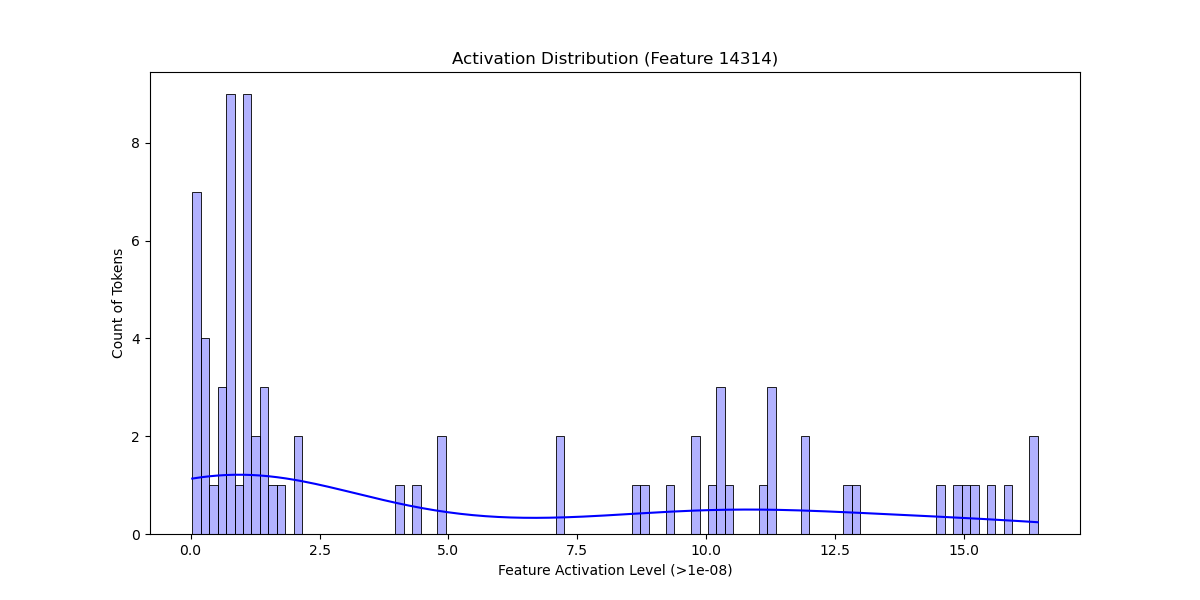 Activation Distribution (Feature 14314)
8
6
4
2
0
Count of Tokens
0.0 2.5 5.0 7.5 10.0 12.5 15.0
Feature Activation Level (>1e-08)